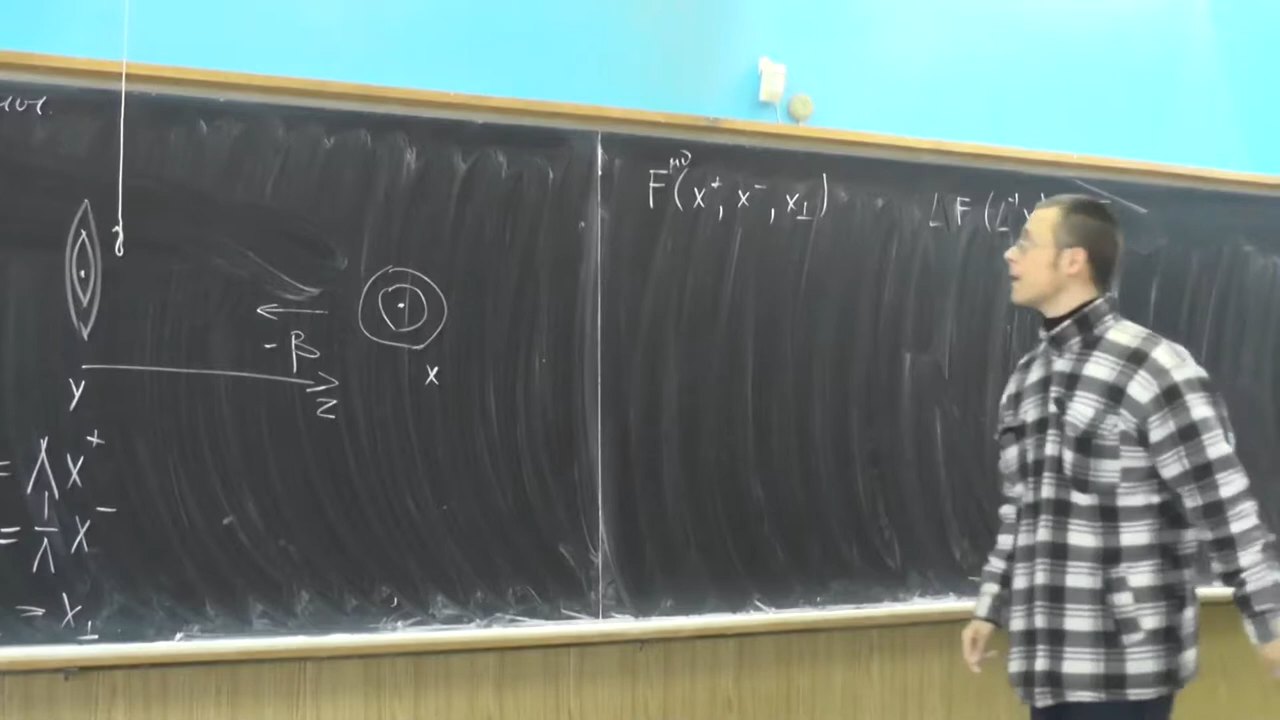 - β
x
y
z
= λ x⁺
= 1/λ x⁻
= x⊥
F^μν(x⁺, x⁻, x⊥)